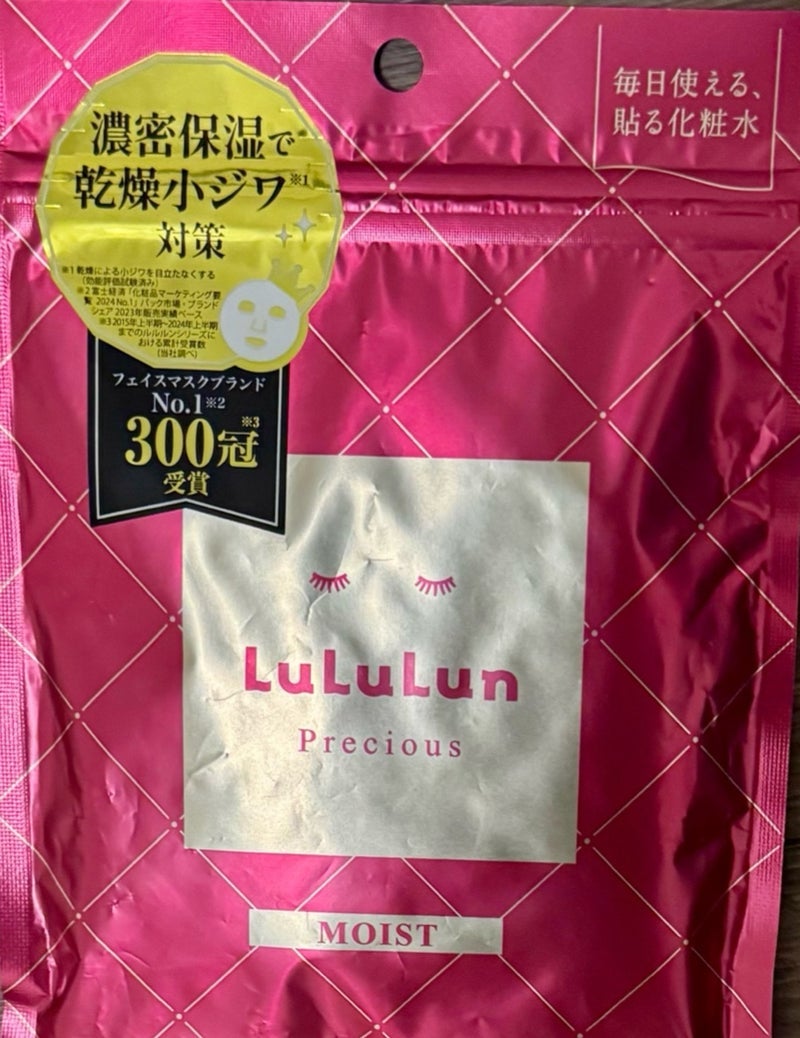 毎日使える、
貼る化粧水
濃密保湿で
乾燥小ジワ※1
対策
※1 乾燥による小ジワを目立たなくする
(効能評価試験済み)
※2 富士経済「化粧品マーケティング要
覧 2024 No.1」パック市場・ブランド
シェア 2023年販売実績ベース
※3 2015年上半期~2024年上半期
までのルルルンシリーズに
おける累計受賞数
(当社調べ)
フェイスマスクブランド
No.1※2
300冠※3
受賞
LuLuLun
Precious
MOIST